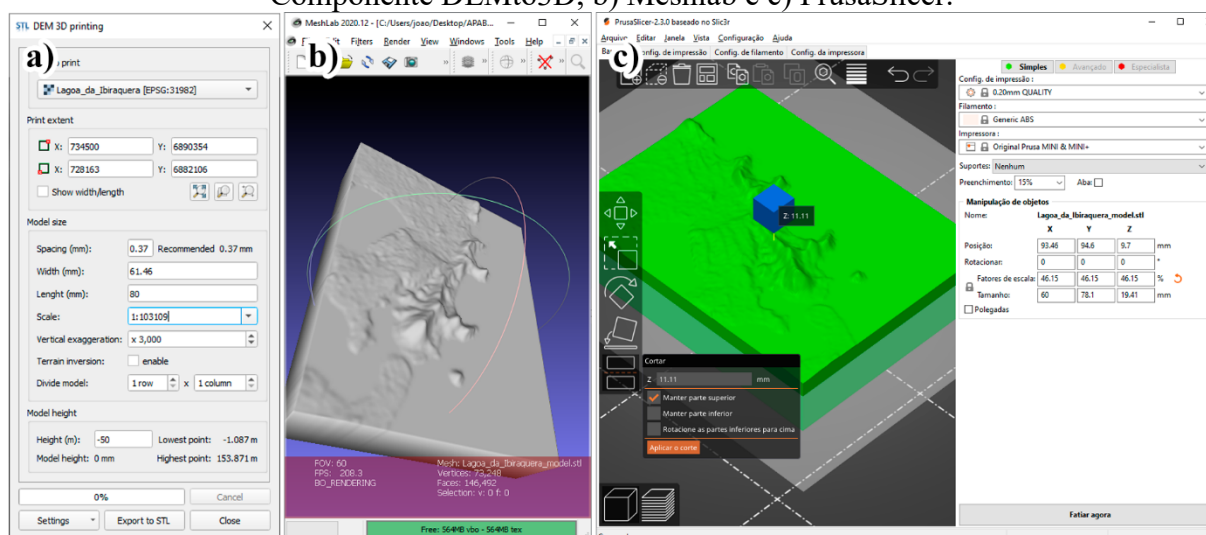 Componente DEMto3D; b) Meshlab e c) PrusaSlicer.
STL DEM 3D printing
a)
print
Lagoa_da_Ibiraquera [EPSG:31982]
Print extent
X: 734500 Y: 6890354
X: 728163 Y: 6882106
Show width/length
Model size
Spacing (mm): 0.37 Recommended 0.37 mm
Width (mm): 61.46
Lenght (mm): 80
Scale: 1:103109
Vertical exaggeration: x 3,000
Terrain inversion: enable
Divide model: 1 row x 1 column
Model height
Height (m): -50 Lowest point: -1.087 m
Model height: 0 mm Highest point: 153.871 m
0% Cancel
Settings Export to STL Close
MeshLab 2020.12 - [C:/Users/joao/Desktop/APAB...
Filters Render View Windows Tools Help
b)
FOV: 60
FPS: 208.3
BO_RENDERING
Mesh: Lagoa_da_Ibiraquera_model.stl
Vertices: 73,248
Faces: 146,492
Selection: v: 0 f: 0
Free: 564MB vbo - 564MB tex
PrusaSlicer-2.3.0 baseado no Slic3r
Arquivo Editar Janela Vista Configuração Ajuda
Config. de impressão Config. de filamento Config. da impressora
c)
Z: 11.11
Cortar
Z 11.11 mm
Manter parte superior
Manter parte inferior
Rotacione as partes inferiores para cima
Aplicar o corte
Simples Avançado Especialista
Config. de impressão :
0.20mm QUALITY
Filamento :
Generic ABS
Impressora :
Original Prusa MINI & MINI+
Suportes: Nenhum
Preenchimento: 15% Aba:
Manipulação de objetos
Nome: Lagoa_da_Ibiraquera_model.stl
X Y Z
Posição: 93.46 94.6 9.7 mm
Rotacionar: 0 0 0 °
Fatores de escala: 46.15 46.15 46.15 %
Tamanho: 60 78.1 19.41 mm
Polegadas
Fatiar agora